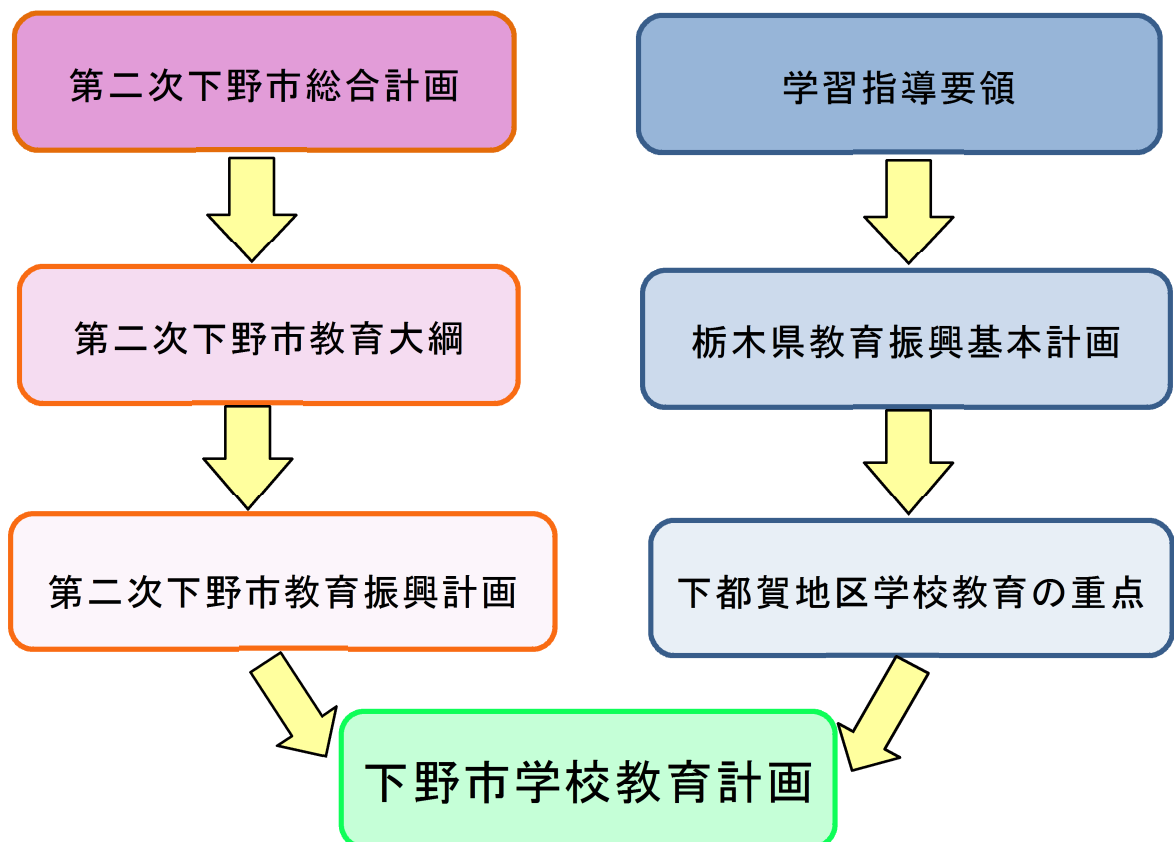 第二次下野市総合計画
学習指導要領
第二次下野市教育大綱
栃木県教育振興基本計画
第二次下野市教育振興計画
下都賀地区学校教育の重点
下野市学校教育計画